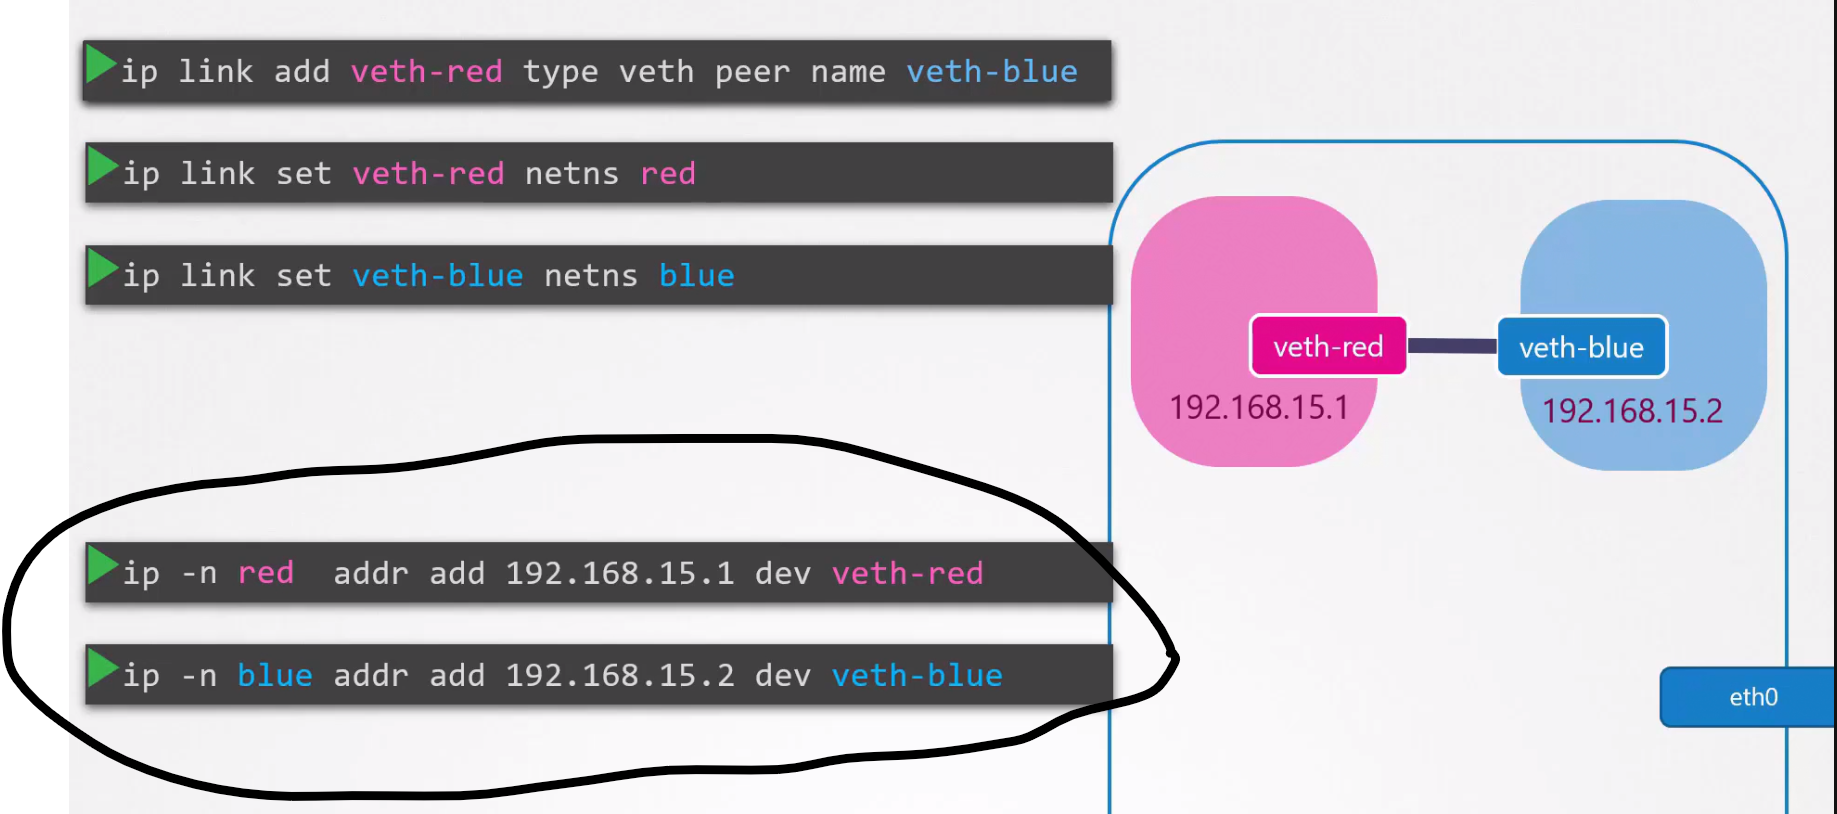 ip link add veth-red type veth peer name veth-blue
ip link set veth-red netns red
ip link set veth-blue netns blue
veth-red
veth-blue
192.168.15.1
192.168.15.2
ip -n red addr add 192.168.15.1 dev veth-red
ip -n blue addr add 192.168.15.2 dev veth-blue
eth0